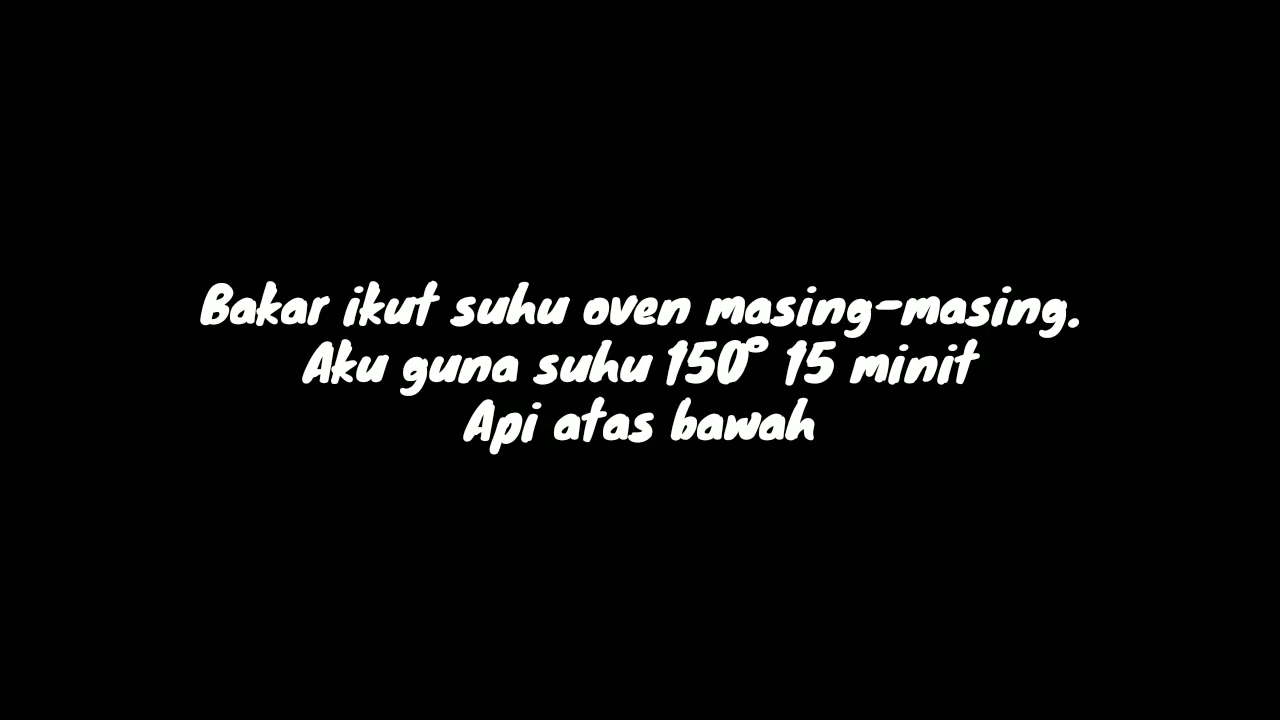 Bakar ikut suhu oven masing-masing.
Aku guna suhu 150° 15 minit
Api atas bawah